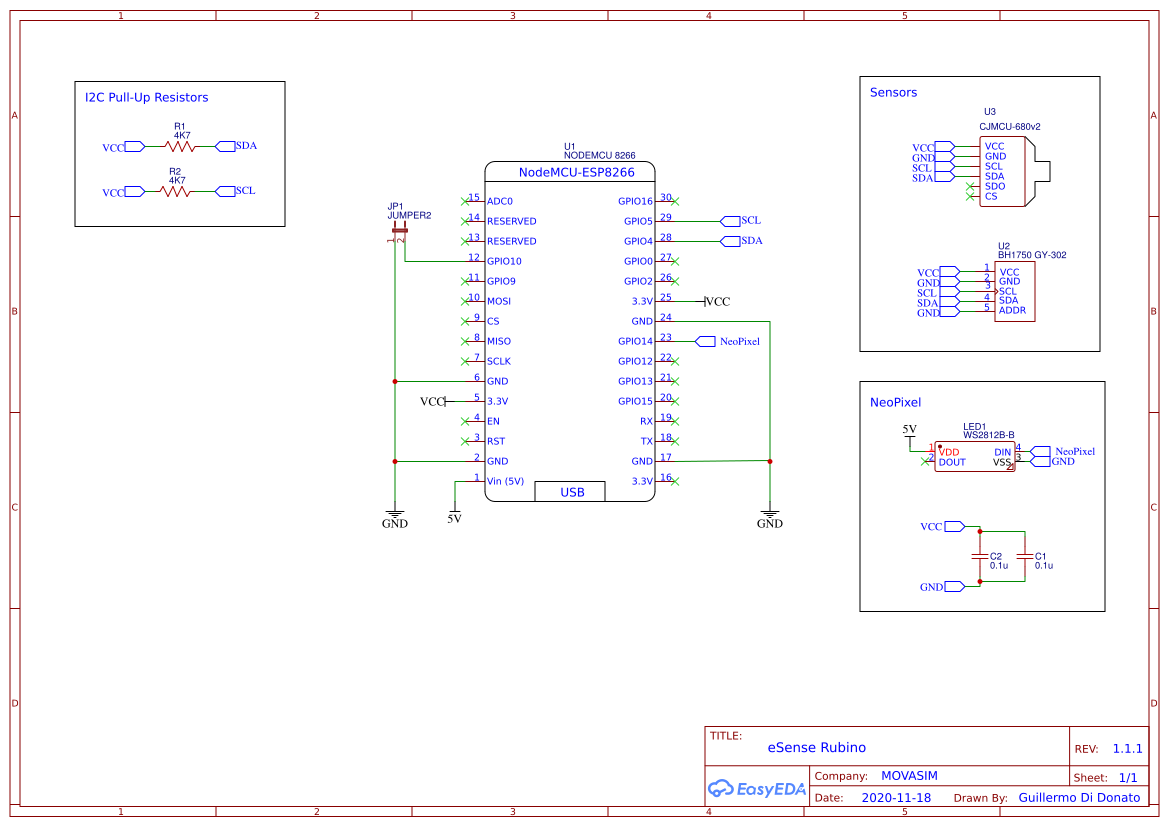 1 2 3 4 5
A A
B B
C C
D D
I2C Pull-Up Resistors
R1
4K7
VCC SDA
R2
4K7
VCC SCL
U1
NODEMCU 8266
NodeMCU-ESP8266
15 ADC0 GPIO16 30
14 RESERVED GPIO5 29 SCL
13 RESERVED GPIO4 28 SDA
12 GPIO10 GPIO0 27
11 GPIO9 GPIO2 26
10 MOSI 3.3V 25 VCC
9 CS GND 24
8 MISO GPIO14 23 NeoPixel
7 SCLK GPIO12 22
6 GND GPIO13 21
VCC 5 3.3V GPIO15 20
4 EN RX 19
3 RST TX 18
2 GND GND 17
1 Vin (5V) 3.3V 16
USB
JP1
JUMPER2
1 2
GND 5V GND
Sensors
U3
CJMCU-680v2
VCC VCC
GND GND
SCL SCL
SDA SDA
SDO
CS
U2
BH1750 GY-302
VCC 1 VCC
GND 2 GND
SCL 3 SCL
SDA 4 SDA
GND 5 ADDR
NeoPixel
LED1
WS2812B-B
5V
1 VDD DIN 4 NeoPixel
2 DOUT VSS 3 GND
VCC
C2 C1
0.1u 0.1u
GND
TITLE:
eSense Rubino
REV: 1.1.1
EasyEDA
Company: MOVASIM
Sheet: 1/1
Date: 2020-11-18 Drawn By: Guillermo Di Donato
1 2 3 4 5